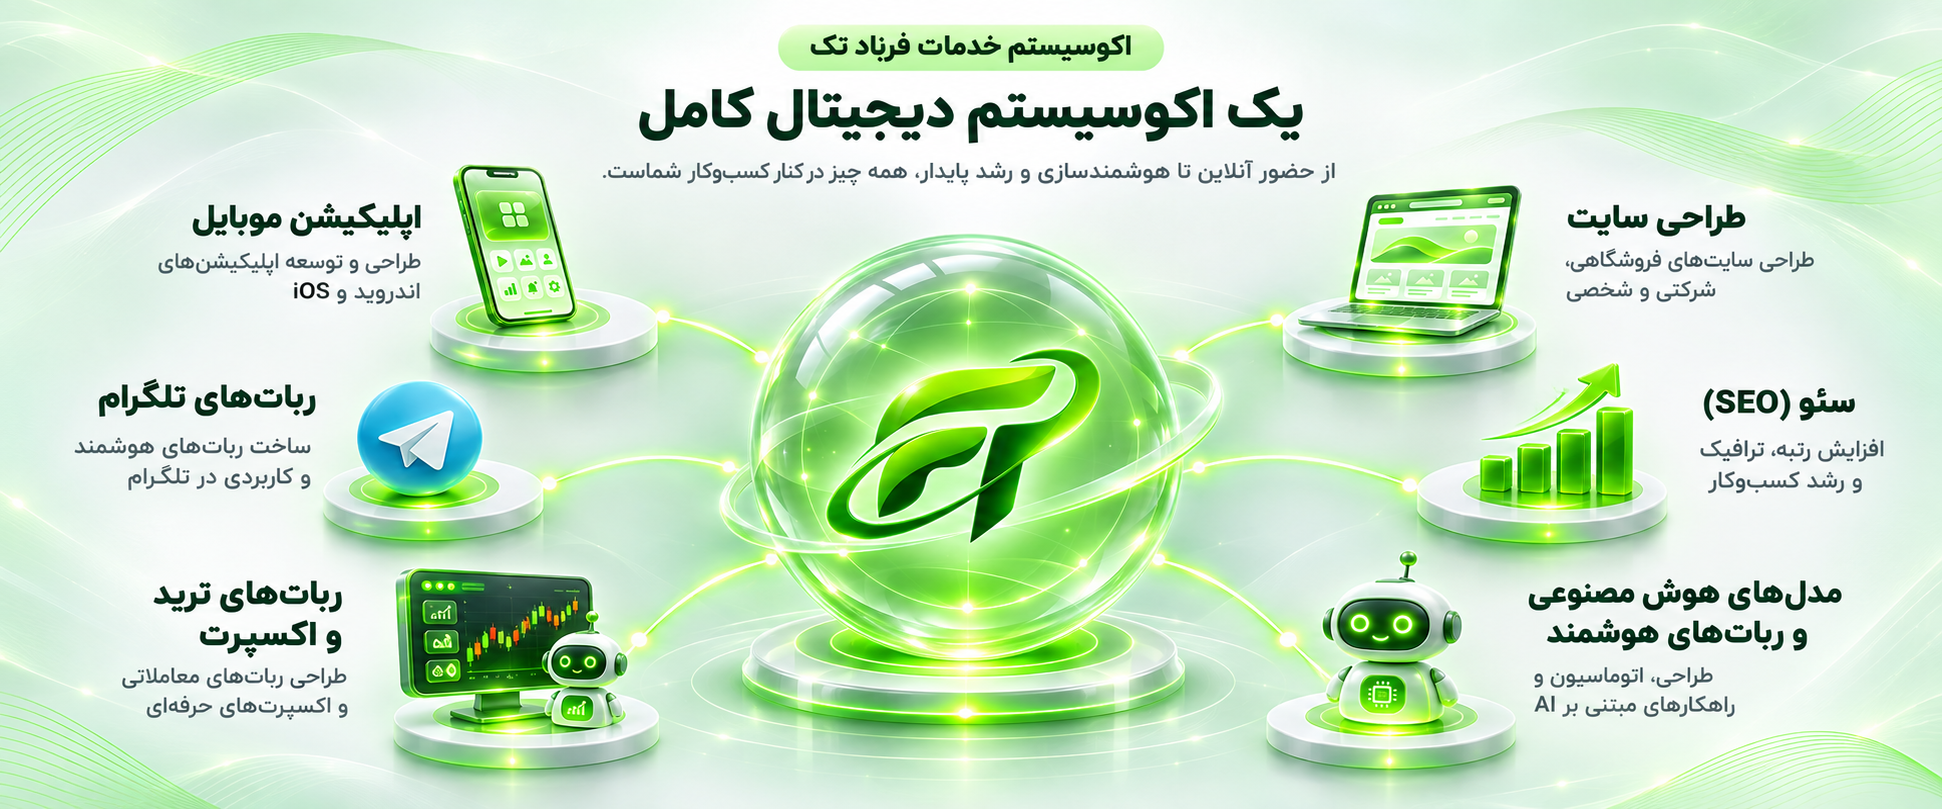 اکوسیستم خدمات فرناد تک
یک اکوسیستم دیجیتال کامل
از حضور آنلاین تا هوشمندسازی و رشد پایدار، همه چیز در کنار کسب‌وکار شماست.
طراحی سایت
طراحی سایت‌های فروشگاهی،
شرکتی و شخصی
سئو (SEO)
افزایش رتبه، ترافیک
و رشد کسب‌وکار
مدل‌های هوش مصنوعی
و ربات‌های هوشمند
طراحی، اتوماسیون و
راهکارهای مبتنی بر AI
اپلیکیشن موبایل
طراحی و توسعه اپلیکیشن‌های
اندروید و iOS
ربات‌های تلگرام
ساخت ربات‌های هوشمند
و کاربردی در تلگرام
ربات‌های ترید
و اکسپرت
طراحی ربات‌های معاملاتی
و اکسپرت‌های حرفه‌ای